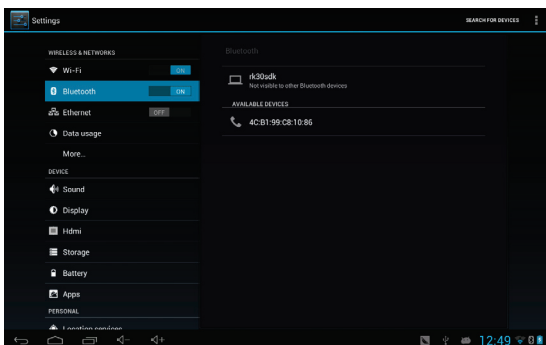 Settings
SEARCH FOR DEVICES
WIRELESS & NETWORKS
Wi-Fi
ON
Bluetooth
ON
Ethernet
OFF
Data usage
More...
DEVICE
Sound
Display
Hdmi
Storage
Battery
Apps
PERSONAL
Location services
Bluetooth
rk30sdk
Not visible to other Bluetooth devices
AVAILABLE DEVICES
4C:B1:99:C8:10:86
12:49